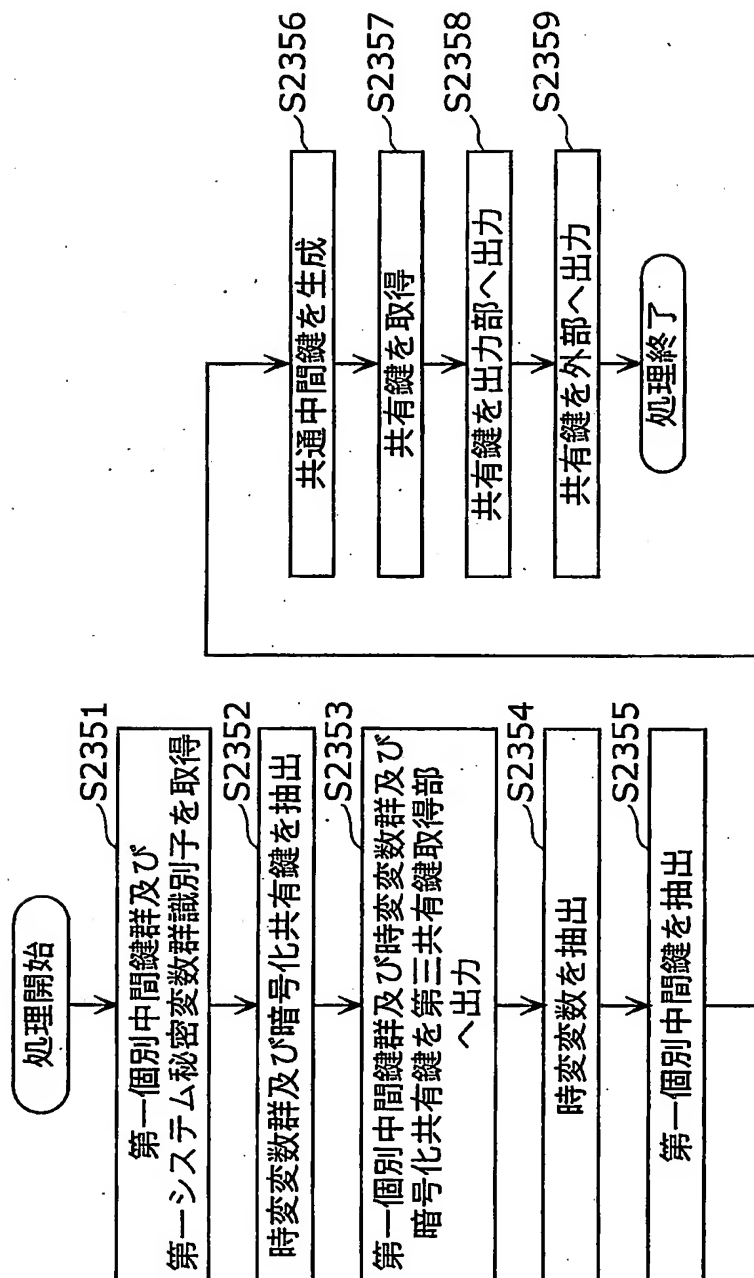 処理開始
S2351
第一個別中間鍵群及び
第一システム秘密変数群識別子を取得
S2352
時変変数群及び暗号化共有鍵を抽出
S2353
第一個別中間鍵群及び時変変数群及び
暗号化共有鍵を第三共有鍵取得部
へ出力
S2354
時変変数を抽出
S2355
第一個別中間鍵を抽出
S2356
共通中間鍵を生成
S2357
共有鍵を取得
S2358
共有鍵を出力部へ出力
S2359
共有鍵を外部へ出力
処理終了